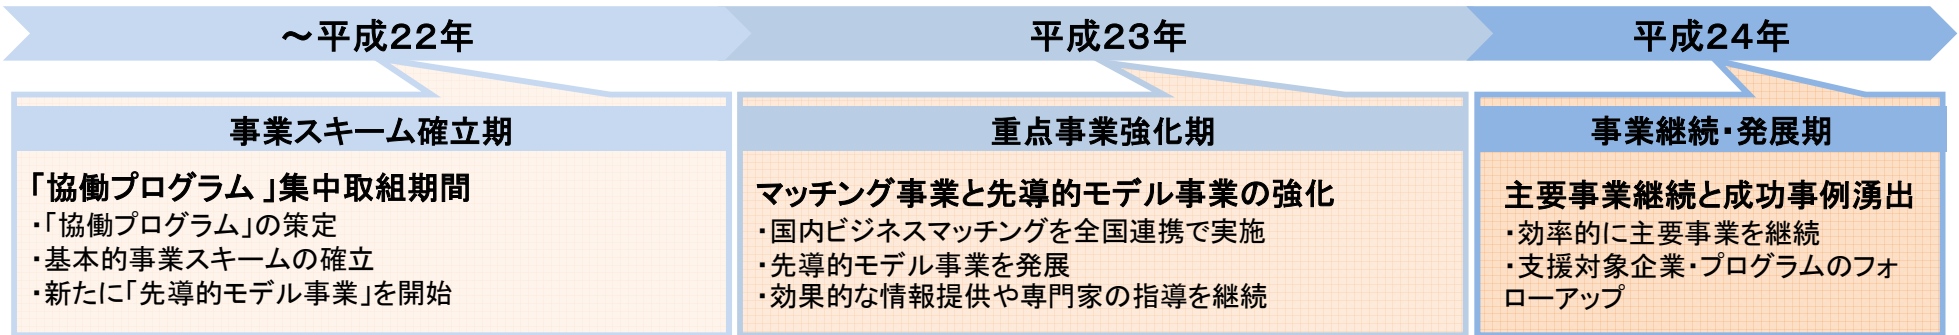 ～平成２２年
平成２３年
平成２４年
事業スキーム確立期
「協働プログラム 」集中取組期間
・「協働プログラム」の策定
・基本的事業スキームの確立
・新たに「先導的モデル事業」を開始
重点事業強化期
マッチング事業と先導的モデル事業の強化
・国内ビジネスマッチングを全国連携で実施
・先導的モデル事業を発展
・効果的な情報提供や専門家の指導を継続
事業継続・発展期
主要事業継続と成功事例湧出
・効率的に主要事業を継続
・支援対象企業・プログラムのフォ
ローアップ